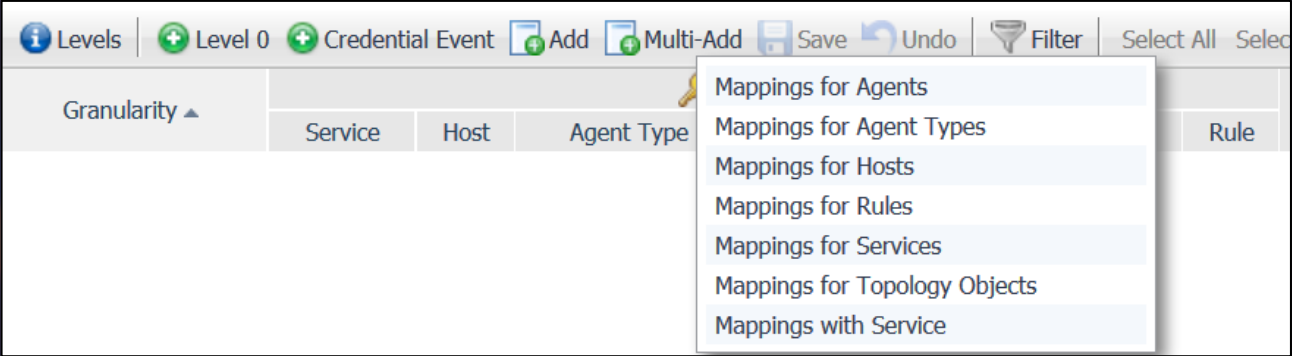 Levels Level 0 Credential Event Add Multi-Add Save Undo Filter Select All Selec
Granularity
Service Host Agent Type Rule
Mappings for Agents
Mappings for Agent Types
Mappings for Hosts
Mappings for Rules
Mappings for Services
Mappings for Topology Objects
Mappings with Service